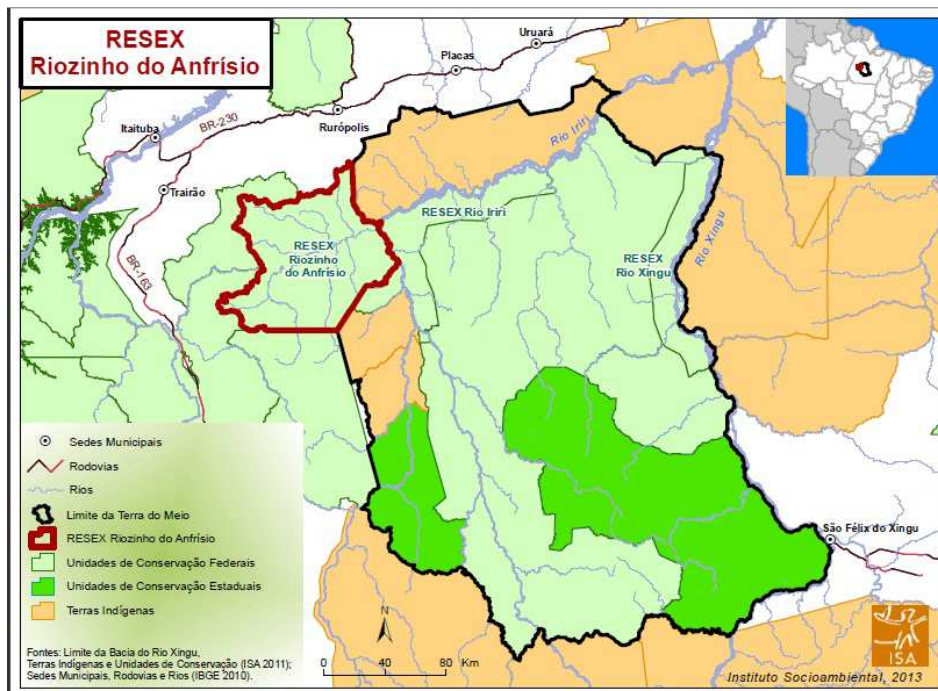 RESEX
Riozinho do Anfrísio
Uruará
Placas
Rurópolis
Itaituba
BR-230
Trairão
BR-163
Rio Iriri
RESEX Rio Iriri
RESEX
Riozinho
do Anfrísio
RESEX
Rio Xingu
Rio Xingu
São Félix do Xingu
Sedes Municipais
Rodovias
Rios
Limite da Terra do Meio
RESEX Riozinho do Anfrísio
Unidades de Conservação Federais
Unidades de Conservação Estaduais
Terras Indígenas
Fontes: Limite da Bacia do Rio Xingu,
Terras Indígenas e Unidades de Conservação (ISA 2011);
Sedes Municipais, Rodovias e Rios (IBGE 2010).
N
0 40 80 Km
ISA
Instituto Socioambiental, 2013